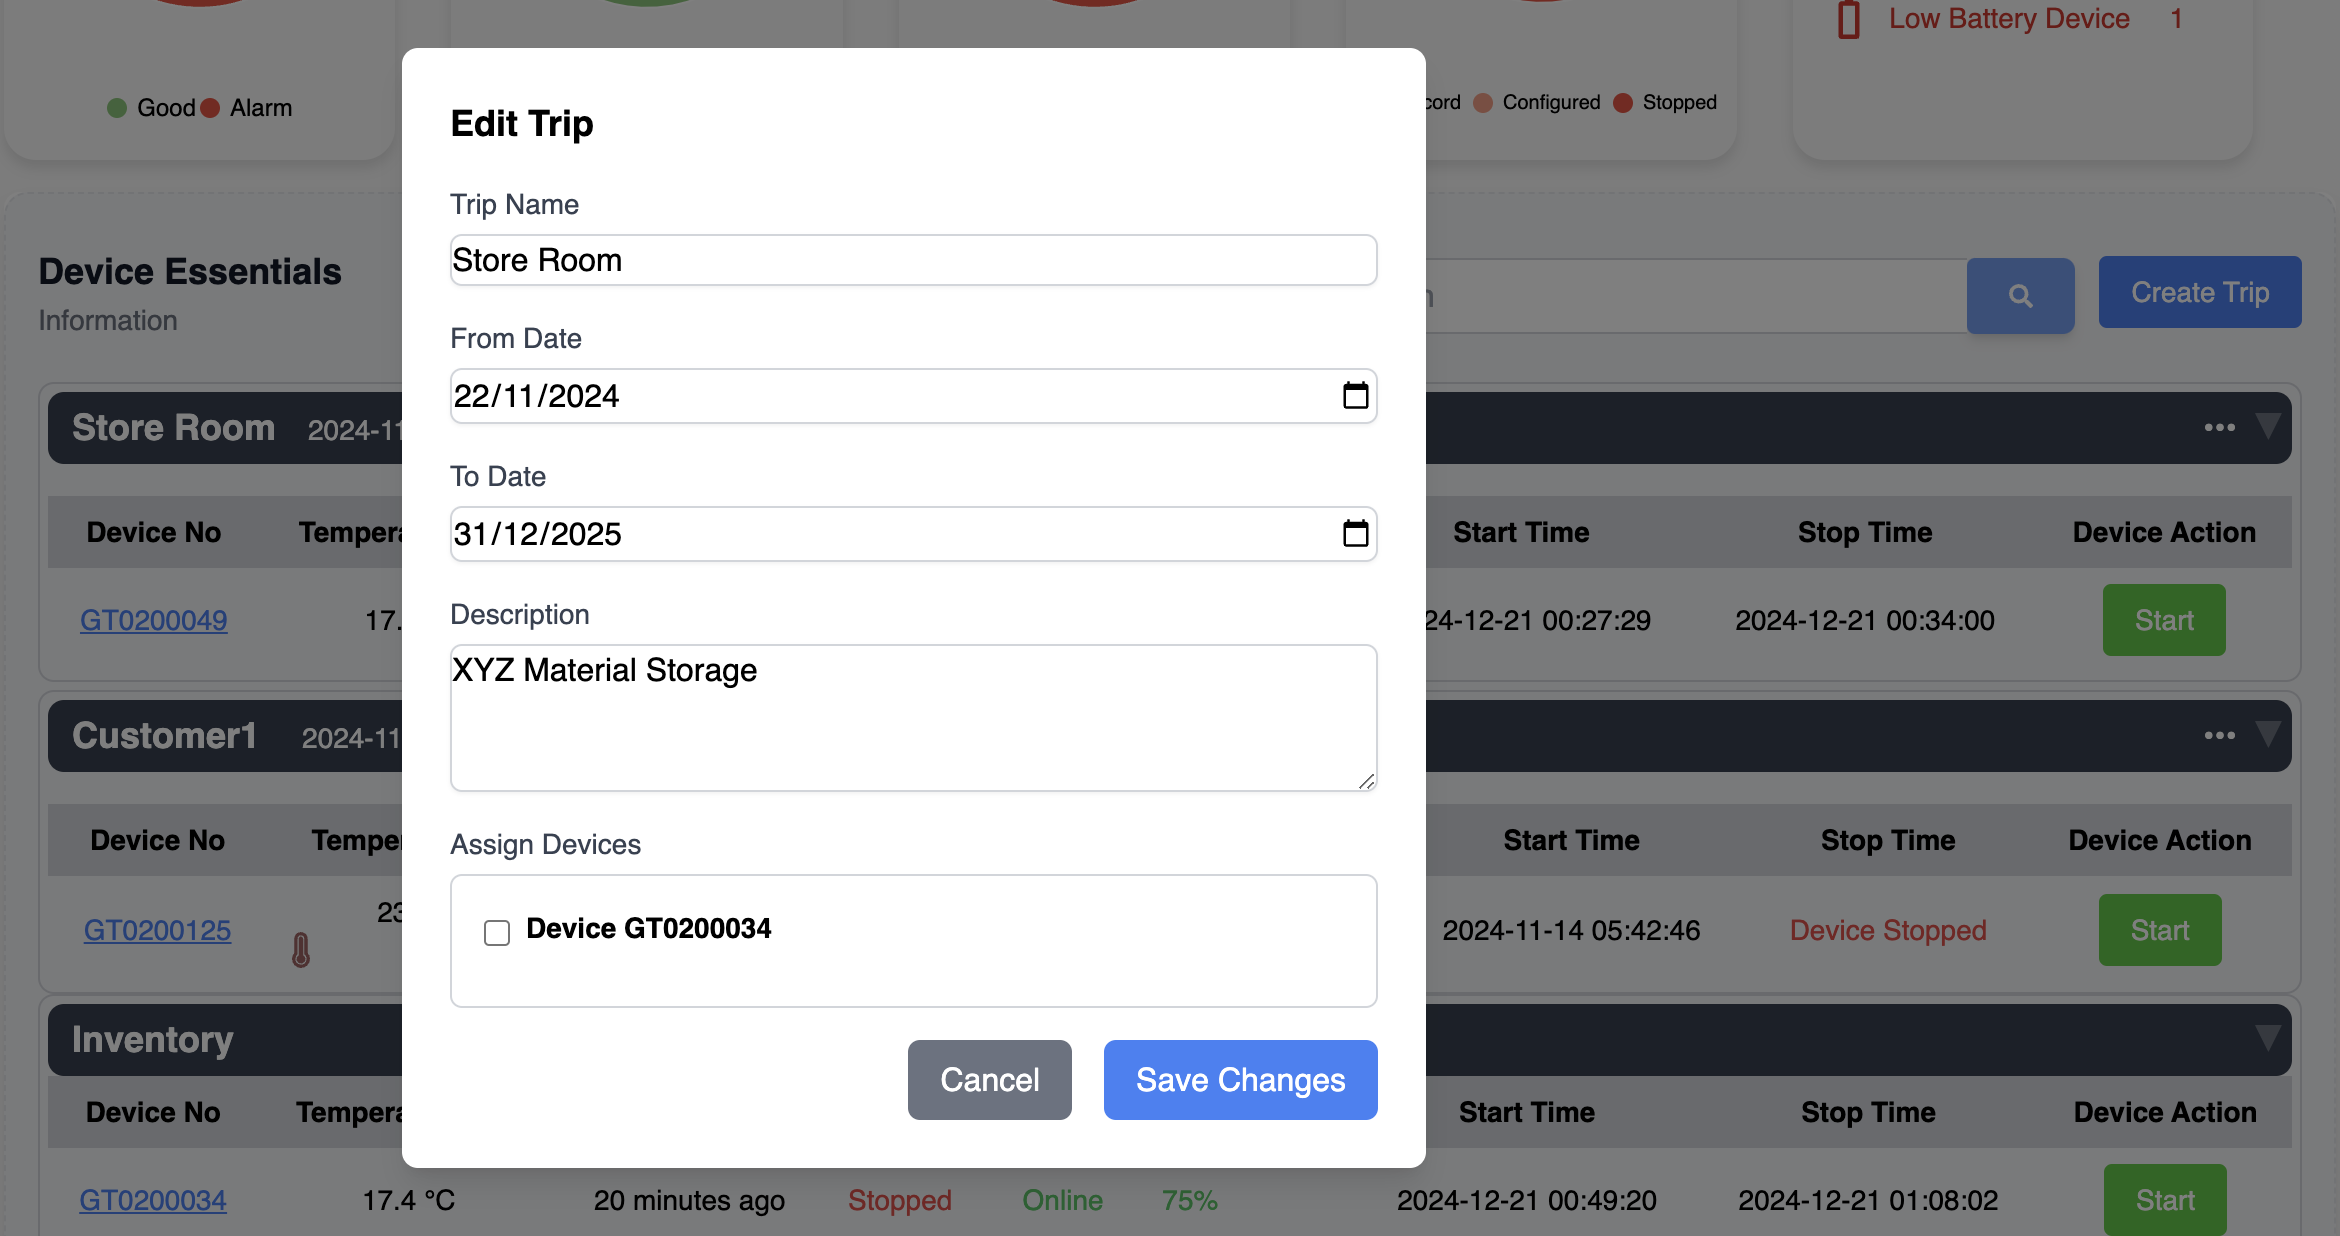 Low Battery Device 1
Good Alarm
Configured Stopped
Edit Trip
Trip Name
Store Room
From Date
22/11/2024
To Date
31/12/2025
Description
XYZ Material Storage
Assign Devices
Device GT0200034
Cancel Save Changes
Device Essentials
Information
Create Trip
Store Room 2024-11
Device No Start Time Stop Time Device Action
GT0200049 17. 24-12-21 00:27:29 2024-12-21 00:34:00 Start
Customer1 2024-11
Device No Start Time Stop Time Device Action
GT0200125 23 2024-11-14 05:42:46 Device Stopped Start
Inventory
Device No Start Time Stop Time Device Action
GT0200034 17.4 °C 20 minutes ago Stopped Online 75% 2024-12-21 00:49:20 2024-12-21 01:08:02 Start